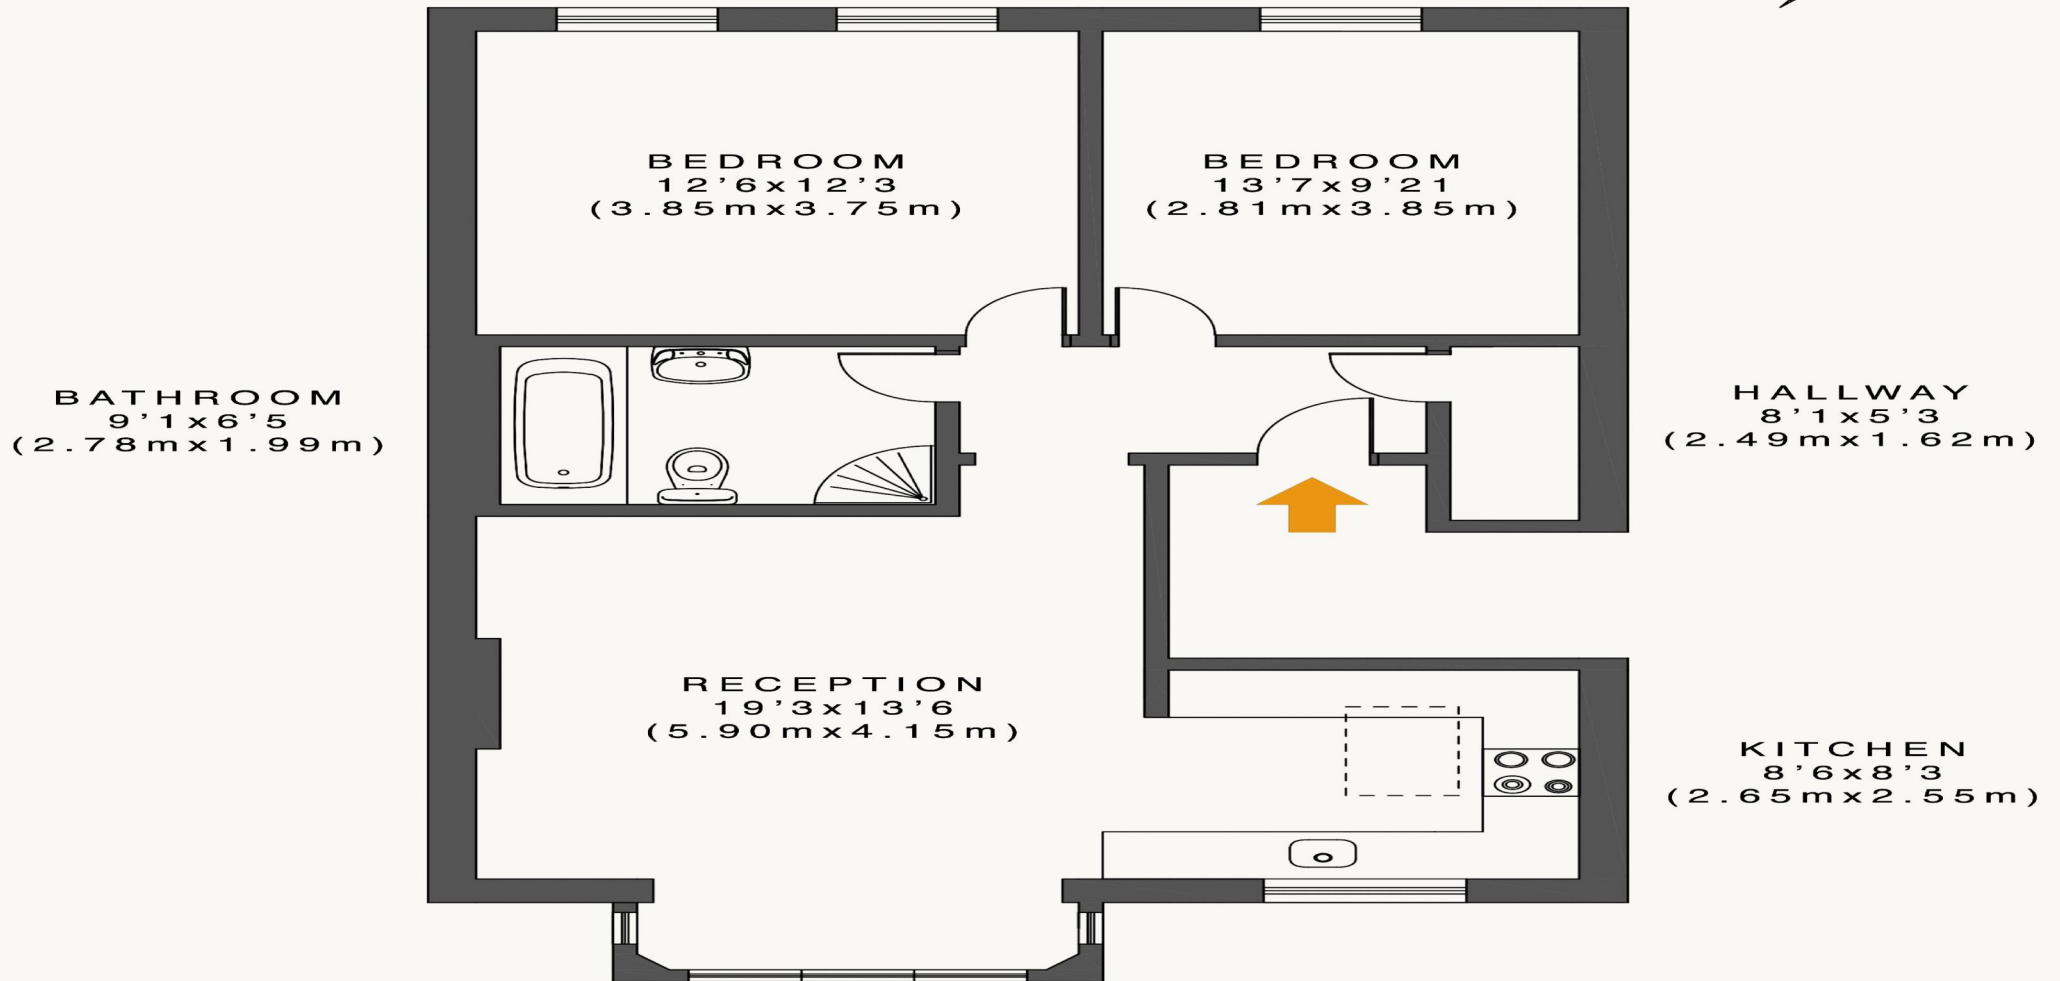 BEDROOM
12'6x12'3
(3.85mx3.75m)
BEDROOM
13'7x9'21
(2.81mx3.85m)
BATHROOM
9'1x6'5
(2.78mx1.99m)
HALLWAY
8'1x5'3
(2.49mx1.62m)
RECEPTION
19'3x13'6
(5.90mx4.15m)
KITCHEN
8'6x8'3
(2.65mx2.55m)